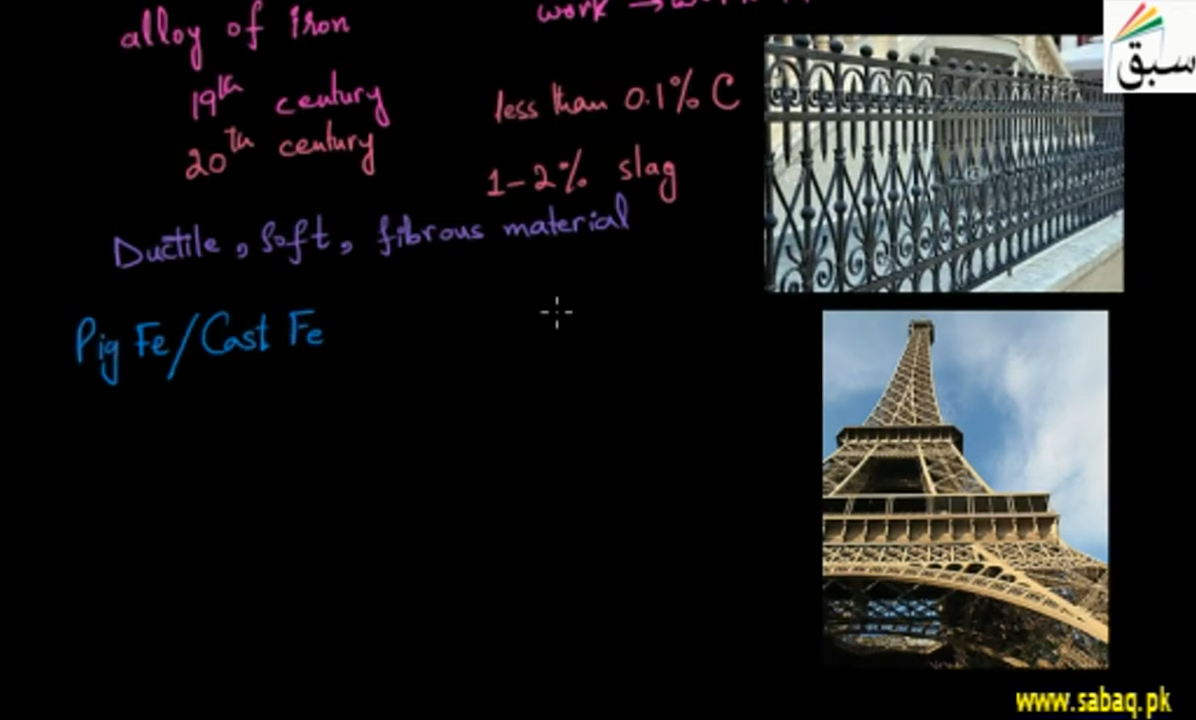 alloy of iron
work →
19th century
20th century
less than 0.1% C
1-2% slag
Ductile, Soft, fibrous material
Pig Fe/Cast Fe
سبق
www.sabaq.pk